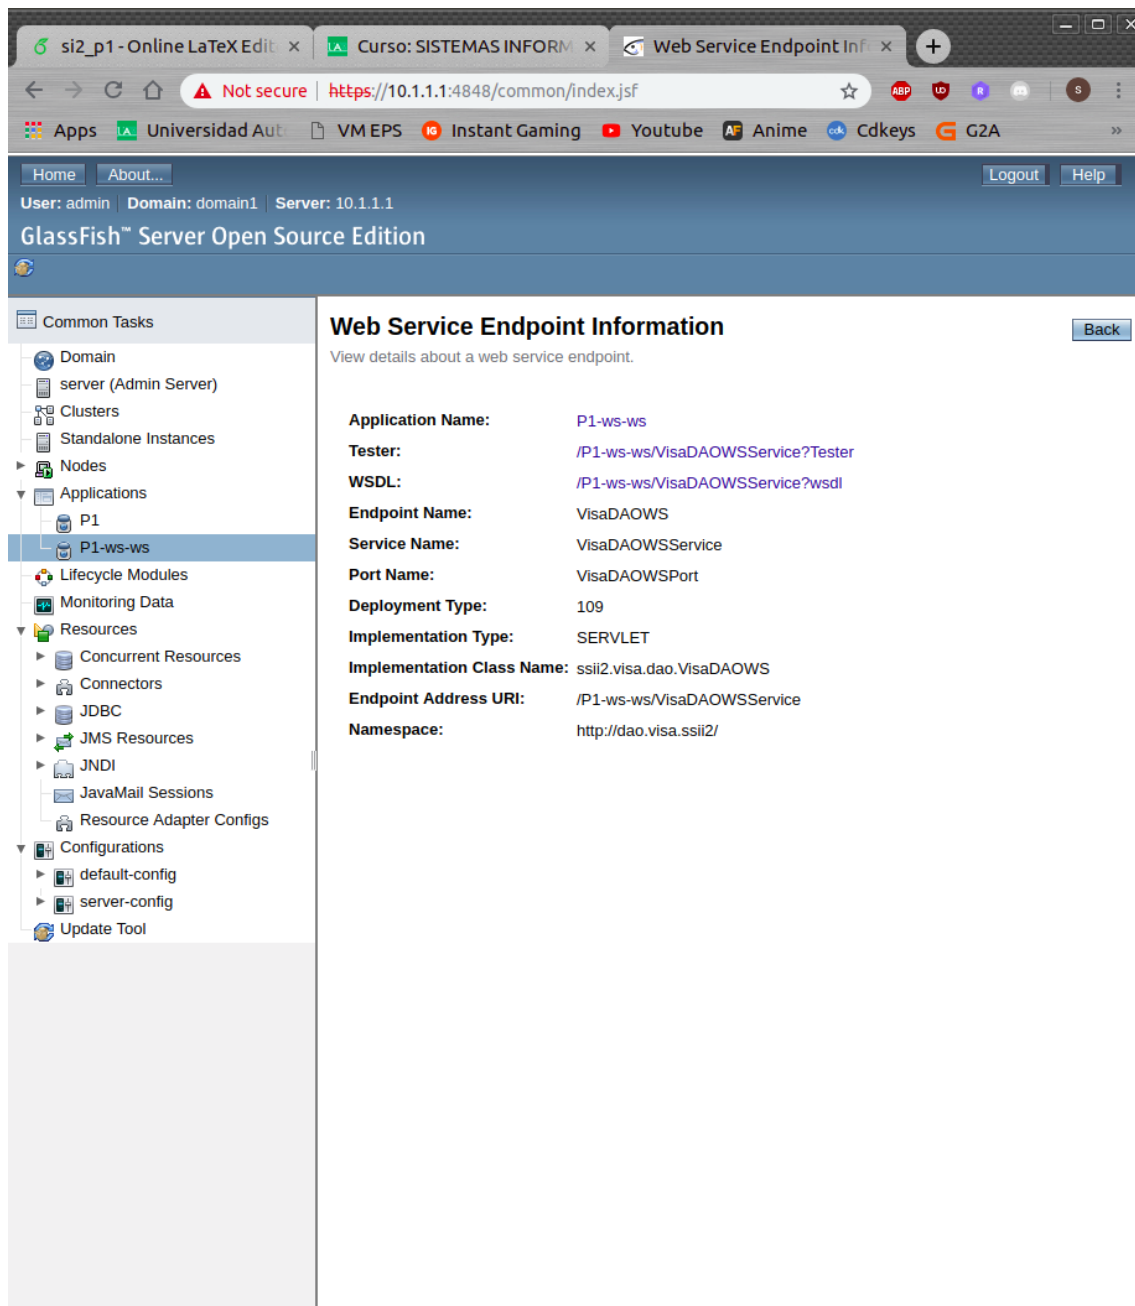 si2_p1 - Online LaTeX Edit
Curso: SISTEMAS INFORM
Web Service Endpoint Inf
Not secure https://10.1.1.1:4848/common/index.jsf
Apps Universidad Aut VM EPS Instant Gaming Youtube Anime Cdkeys G2A
Home About... Logout Help
User: admin Domain: domain1 Server: 10.1.1.1
GlassFish™ Server Open Source Edition
Common Tasks
Domain
server (Admin Server)
Clusters
Standalone Instances
Nodes
Applications
P1
P1-ws-ws
Lifecycle Modules
Monitoring Data
Resources
Concurrent Resources
Connectors
JDBC
JMS Resources
JNDI
JavaMail Sessions
Resource Adapter Configs
Configurations
default-config
server-config
Update Tool
Web Service Endpoint Information
Back
View details about a web service endpoint.
Application Name: P1-ws-ws
Tester: /P1-ws-ws/VisaDAOWSService?Tester
WSDL: /P1-ws-ws/VisaDAOWSService?wsdl
Endpoint Name: VisaDAOWS
Service Name: VisaDAOWSService
Port Name: VisaDAOWSPort
Deployment Type: 109
Implementation Type: SERVLET
Implementation Class Name: ssii2.visa.dao.VisaDAOWS
Endpoint Address URI: /P1-ws-ws/VisaDAOWSService
Namespace: http://dao.visa.ssii2/